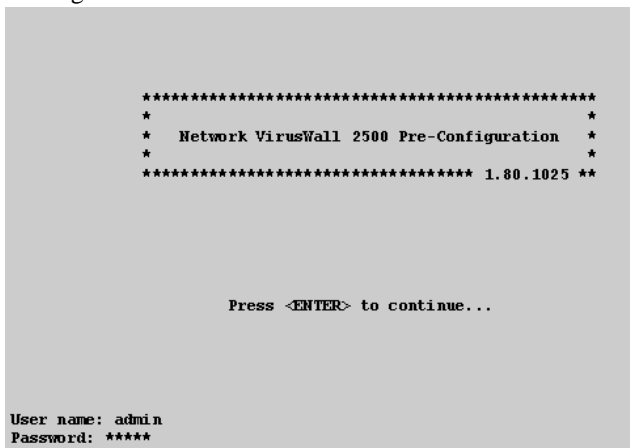 ***********************************************
*                                             *
*   Network VirusWall 2500 Pre-Configuration   *
*                                             *
********************************** 1.80.1025 **
Press <ENTER> to continue...
User name: admin
Password: *****